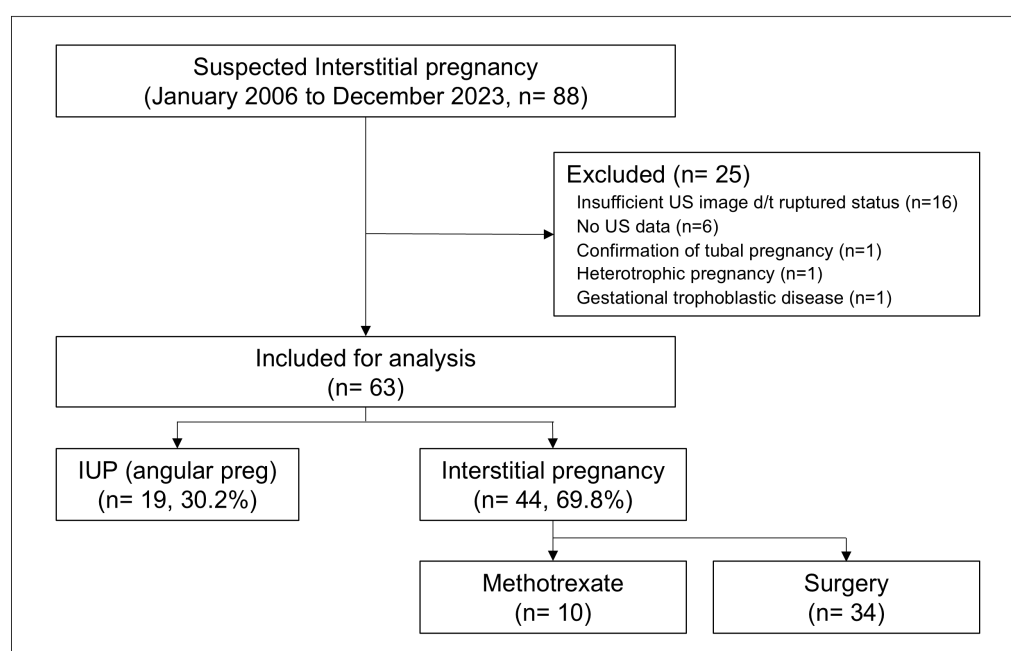 Suspected Interstitial pregnancy
(January 2006 to December 2023, n= 88)
Excluded (n= 25)
Insufficient US image d/t ruptured status (n=16)
No US data (n=6)
Confirmation of tubal pregnancy (n=1)
Heterotrophic pregnancy (n=1)
Gestational trophoblastic disease (n=1)
Included for analysis
(n= 63)
IUP (angular preg)
(n= 19, 30.2%)
Interstitial pregnancy
(n= 44, 69.8%)
Methotrexate
(n= 10)
Surgery
(n= 34)